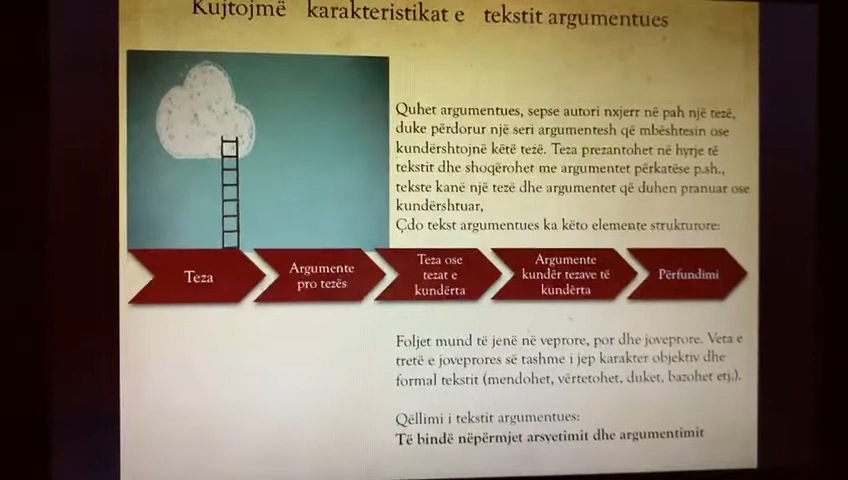 Kujtojmë karakteristikat e tekstit argumentues
Quhet argumentues, sepse autori nxjerr në pah një tezë,
duke përdorur një seri argumentesh që mbështesin ose
kundërshtojnë këtë tezë. Teza prezantohet në hyrje të
tekstit dhe shoqërohet me argumentet përkatëse p.sh.,
tekste kanë një tezë dhe argumentet që duhen pranuar ose
kundërshtuar,
Çdo tekst argumentues ka këto elemente strukturore:
Teza
Argumente
pro tezës
Teza ose
tezat e
kundërta
Argumente
kundër tezave të
kundërta
Përfundimi
Foljet mund të jenë në veprore, por dhe joveprore. Veta e
tretë e joveprores së tashme i jep karakter objektiv dhe
formal tekstit (mendohet, vërtetohet, duket, bazohet etj.).
Qëllimi i tekstit argumentues:
Të bindë nëpërmjet arsyetimit dhe argumentimit